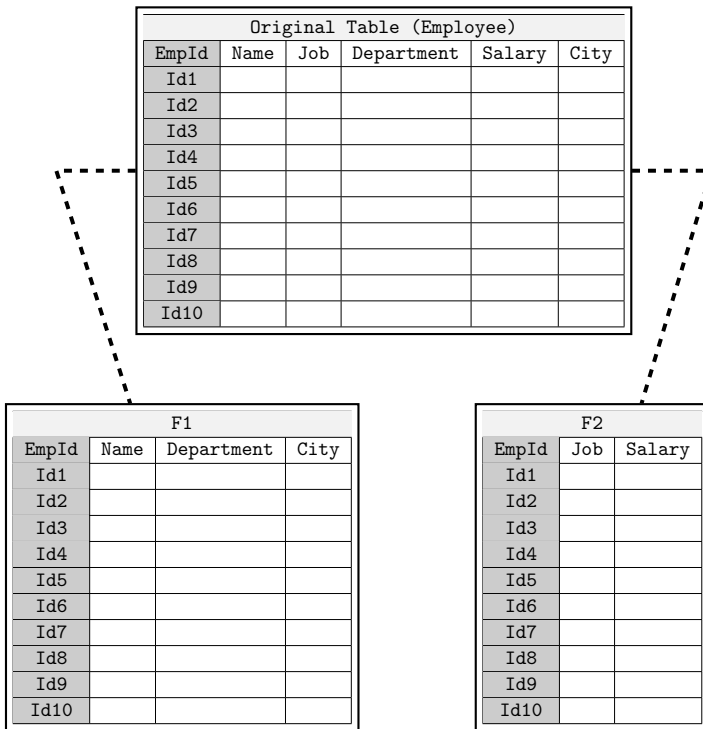 Original Table (Employee)
EmpId Name Job Department Salary City
Id1
Id2
Id3
Id4
Id5
Id6
Id7
Id8
Id9
Id10
F1
EmpId Name Department City
Id1
Id2
Id3
Id4
Id5
Id6
Id7
Id8
Id9
Id10
F2
EmpId Job Salary
Id1
Id2
Id3
Id4
Id5
Id6
Id7
Id8
Id9
Id10